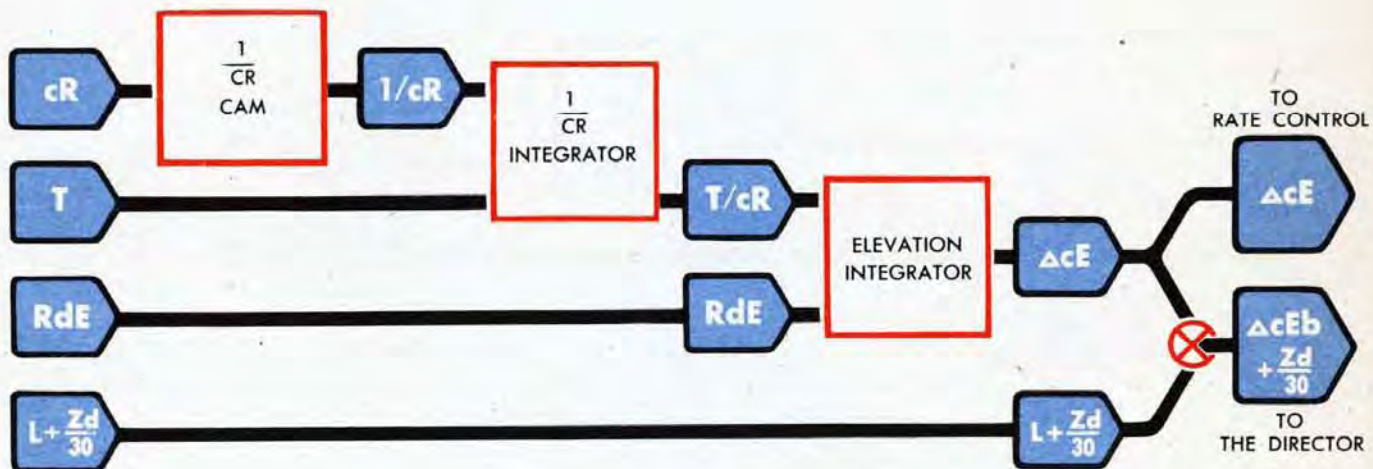 cR
1
CR
CAM
1/cR
1
CR
INTEGRATOR
TO
RATE CONTROL
T
T/cR
ΔcE
ELEVATION
INTEGRATOR
ΔcE
RdE
RdE
ΔcEb
+ Zd
30
L+ Zd
30
L+ Zd
30
TO
THE DIRECTOR